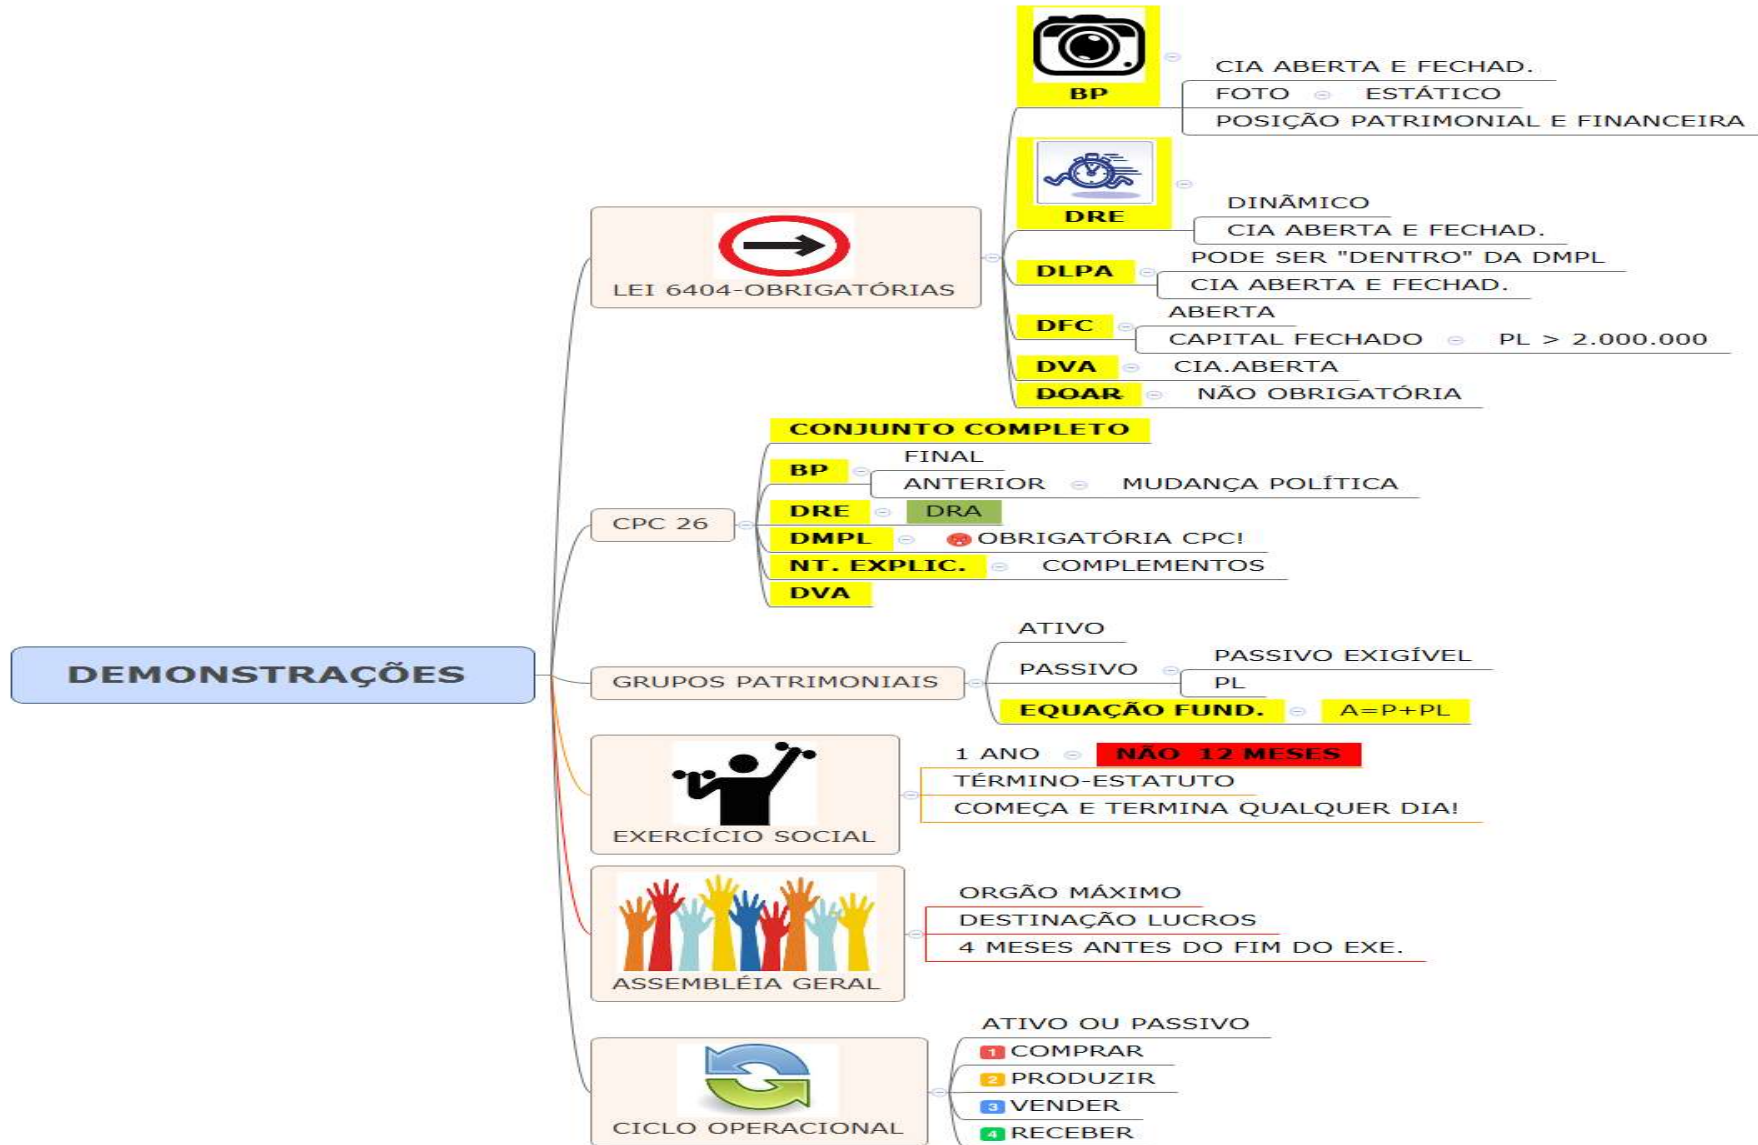 DEMONSTRAÇÕES
LEI 6404-OBRIGATÓRIAS
BP
CIA ABERTA E FECHAD.
FOTO ESTÁTICO
POSIÇÃO PATRIMONIAL E FINANCEIRA
DRE
DINÃMICO
CIA ABERTA E FECHAD.
DLPA
PODE SER "DENTRO" DA DMPL
CIA ABERTA E FECHAD.
DFC
ABERTA
CAPITAL FECHADO PL > 2.000.000
DVA CIA.ABERTA
DOAR NÃO OBRIGATÓRIA
CPC 26
CONJUNTO COMPLETO
BP
FINAL
ANTERIOR MUDANÇA POLÍTICA
DRE DRA
DMPL OBRIGATÓRIA CPC!
NT. EXPLIC. COMPLEMENTOS
DVA
GRUPOS PATRIMONIAIS
ATIVO
PASSIVO
PASSIVO EXIGÍVEL
PL
EQUAÇÃO FUND. A=P+PL
EXERCÍCIO SOCIAL
1 ANO NÃO 12 MESES
TÉRMINO-ESTATUTO
COMEÇA E TERMINA QUALQUER DIA!
ASSEMBLÉIA GERAL
ORGÃO MÁXIMO
DESTINAÇÃO LUCROS
4 MESES ANTES DO FIM DO EXE.
CICLO OPERACIONAL
ATIVO OU PASSIVO
1 COMPRAR
2 PRODUZIR
3 VENDER
4 RECEBER